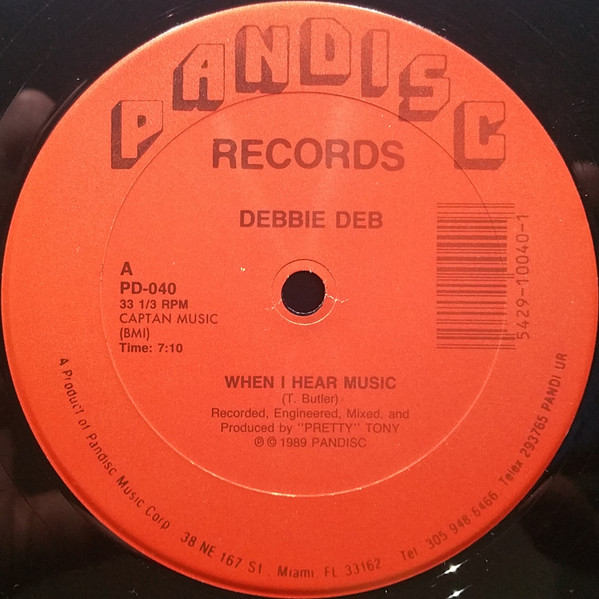 PANDISC
RECORDS
DEBBIE DEB
A
PD-040
33 1/3 RPM
CAPTAN MUSIC
(BMI)
Time: 7:10
5429-10040-1
WHEN I HEAR MUSIC
(T. Butler)
Recorded, Engineered, Mixed, and
Produced by "PRETTY" TONY
℗ © 1989 PANDISC
A Product of Pandisc Music Corp. 38 NE 167 St., Miami, FL 33162 Tel. 305 948 6466 Telex 293765 PANDI UR